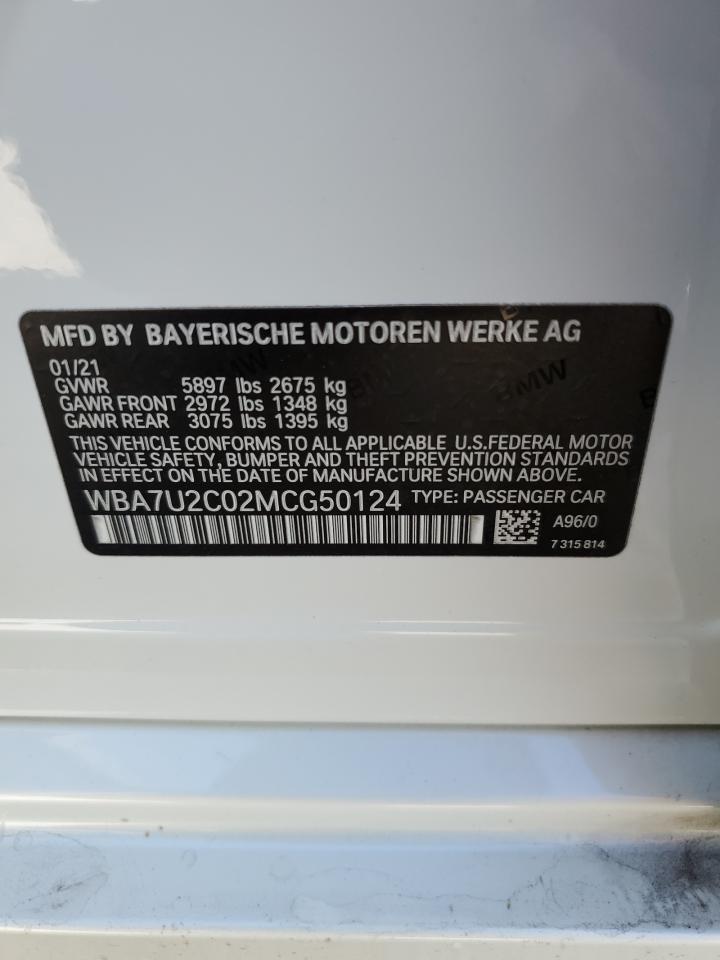 MFD BY BAYERISCHE MOTOREN WERKE AG
01/21
GVWR 5897 lbs 2675 kg
GAWR FRONT 2972 lbs 1348 kg
GAWR REAR 3075 lbs 1395 kg
THIS VEHICLE CONFORMS TO ALL APPLICABLE U.S.FEDERAL MOTOR
VEHICLE SAFETY, BUMPER AND THEFT PREVENTION STANDARDS
IN EFFECT ON THE DATE OF MANUFACTURE SHOWN ABOVE.
WBA7U2C02MCG50124 TYPE: PASSENGER CAR
A96/0
7 315 814
BMW